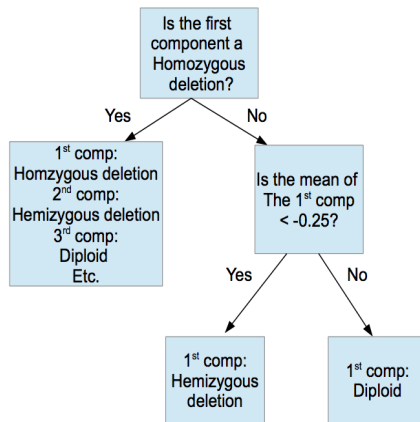 Is the first
component a
Homozygous
deletion?
Yes
No
1st comp:
Homzygous deletion
2nd comp:
Hemizygous deletion
3rd comp:
Diploid
Etc.
Is the mean of
The 1st comp
< -0.25?
Yes
No
1st comp:
Hemizygous
deletion
1st comp:
Diploid